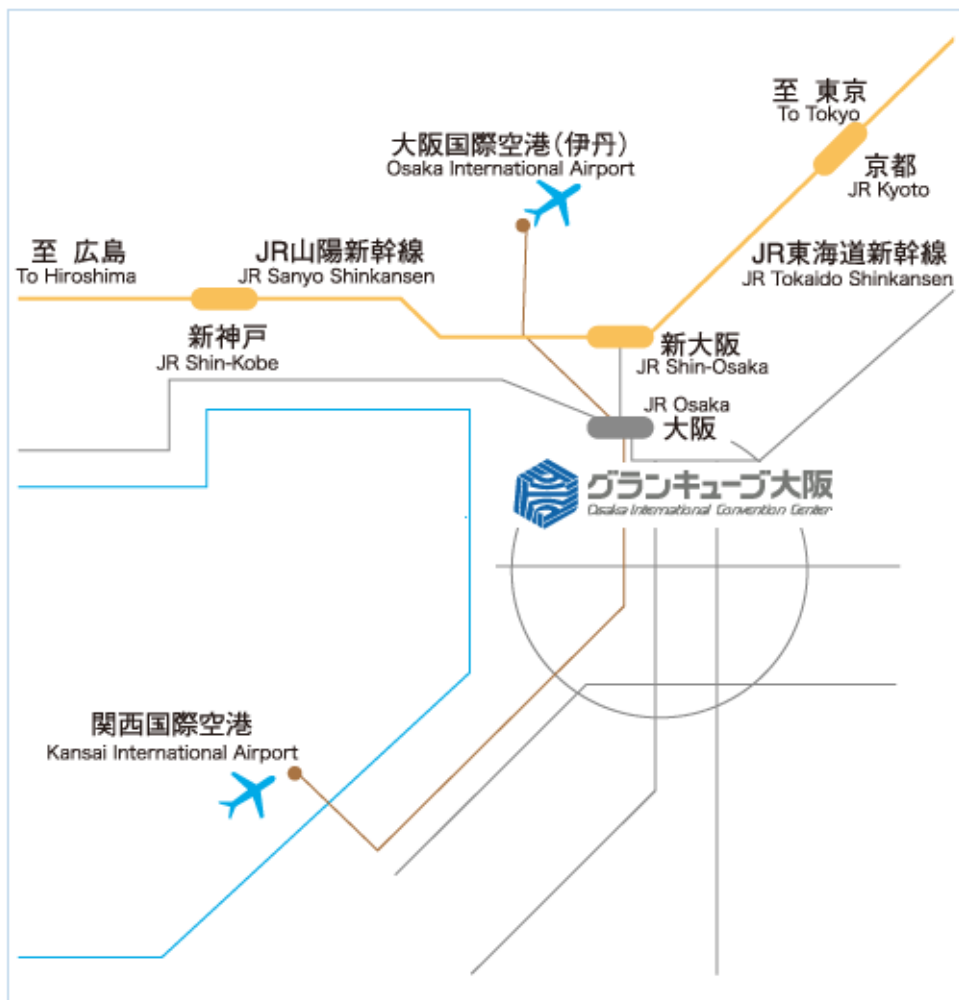 至 東京
To Tokyo
大阪国際空港(伊丹)
Osaka International Airport
京都
JR Kyoto
至 広島
To Hiroshima
JR山陽新幹線
JR Sanyo Shinkansen
JR東海道新幹線
JR Tokaido Shinkansen
新神戸
JR Shin-Kobe
新大阪
JR Shin-Osaka
JR Osaka
大阪
グランキューブ大阪
Osaka International Convention Center
関西国際空港
Kansai International Airport